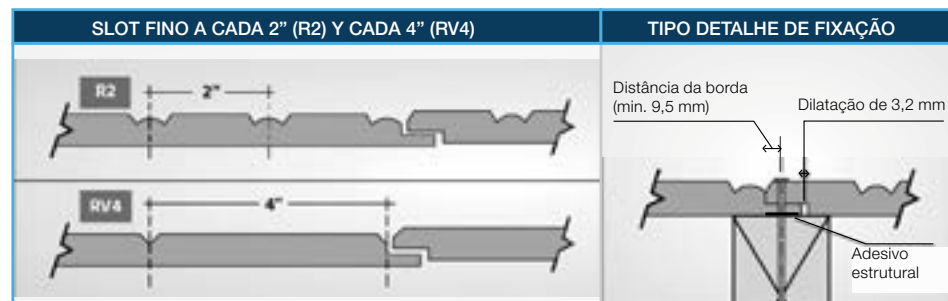 SLOT FINO A CADA 2” (R2) Y CADA 4” (RV4)
TIPO DETALHE DE FIXAÇÃO
R2
2"
RV4
4"
Distância da borda
(min. 9,5 mm)
Dilatação de 3,2 mm
Adesivo
estrutural